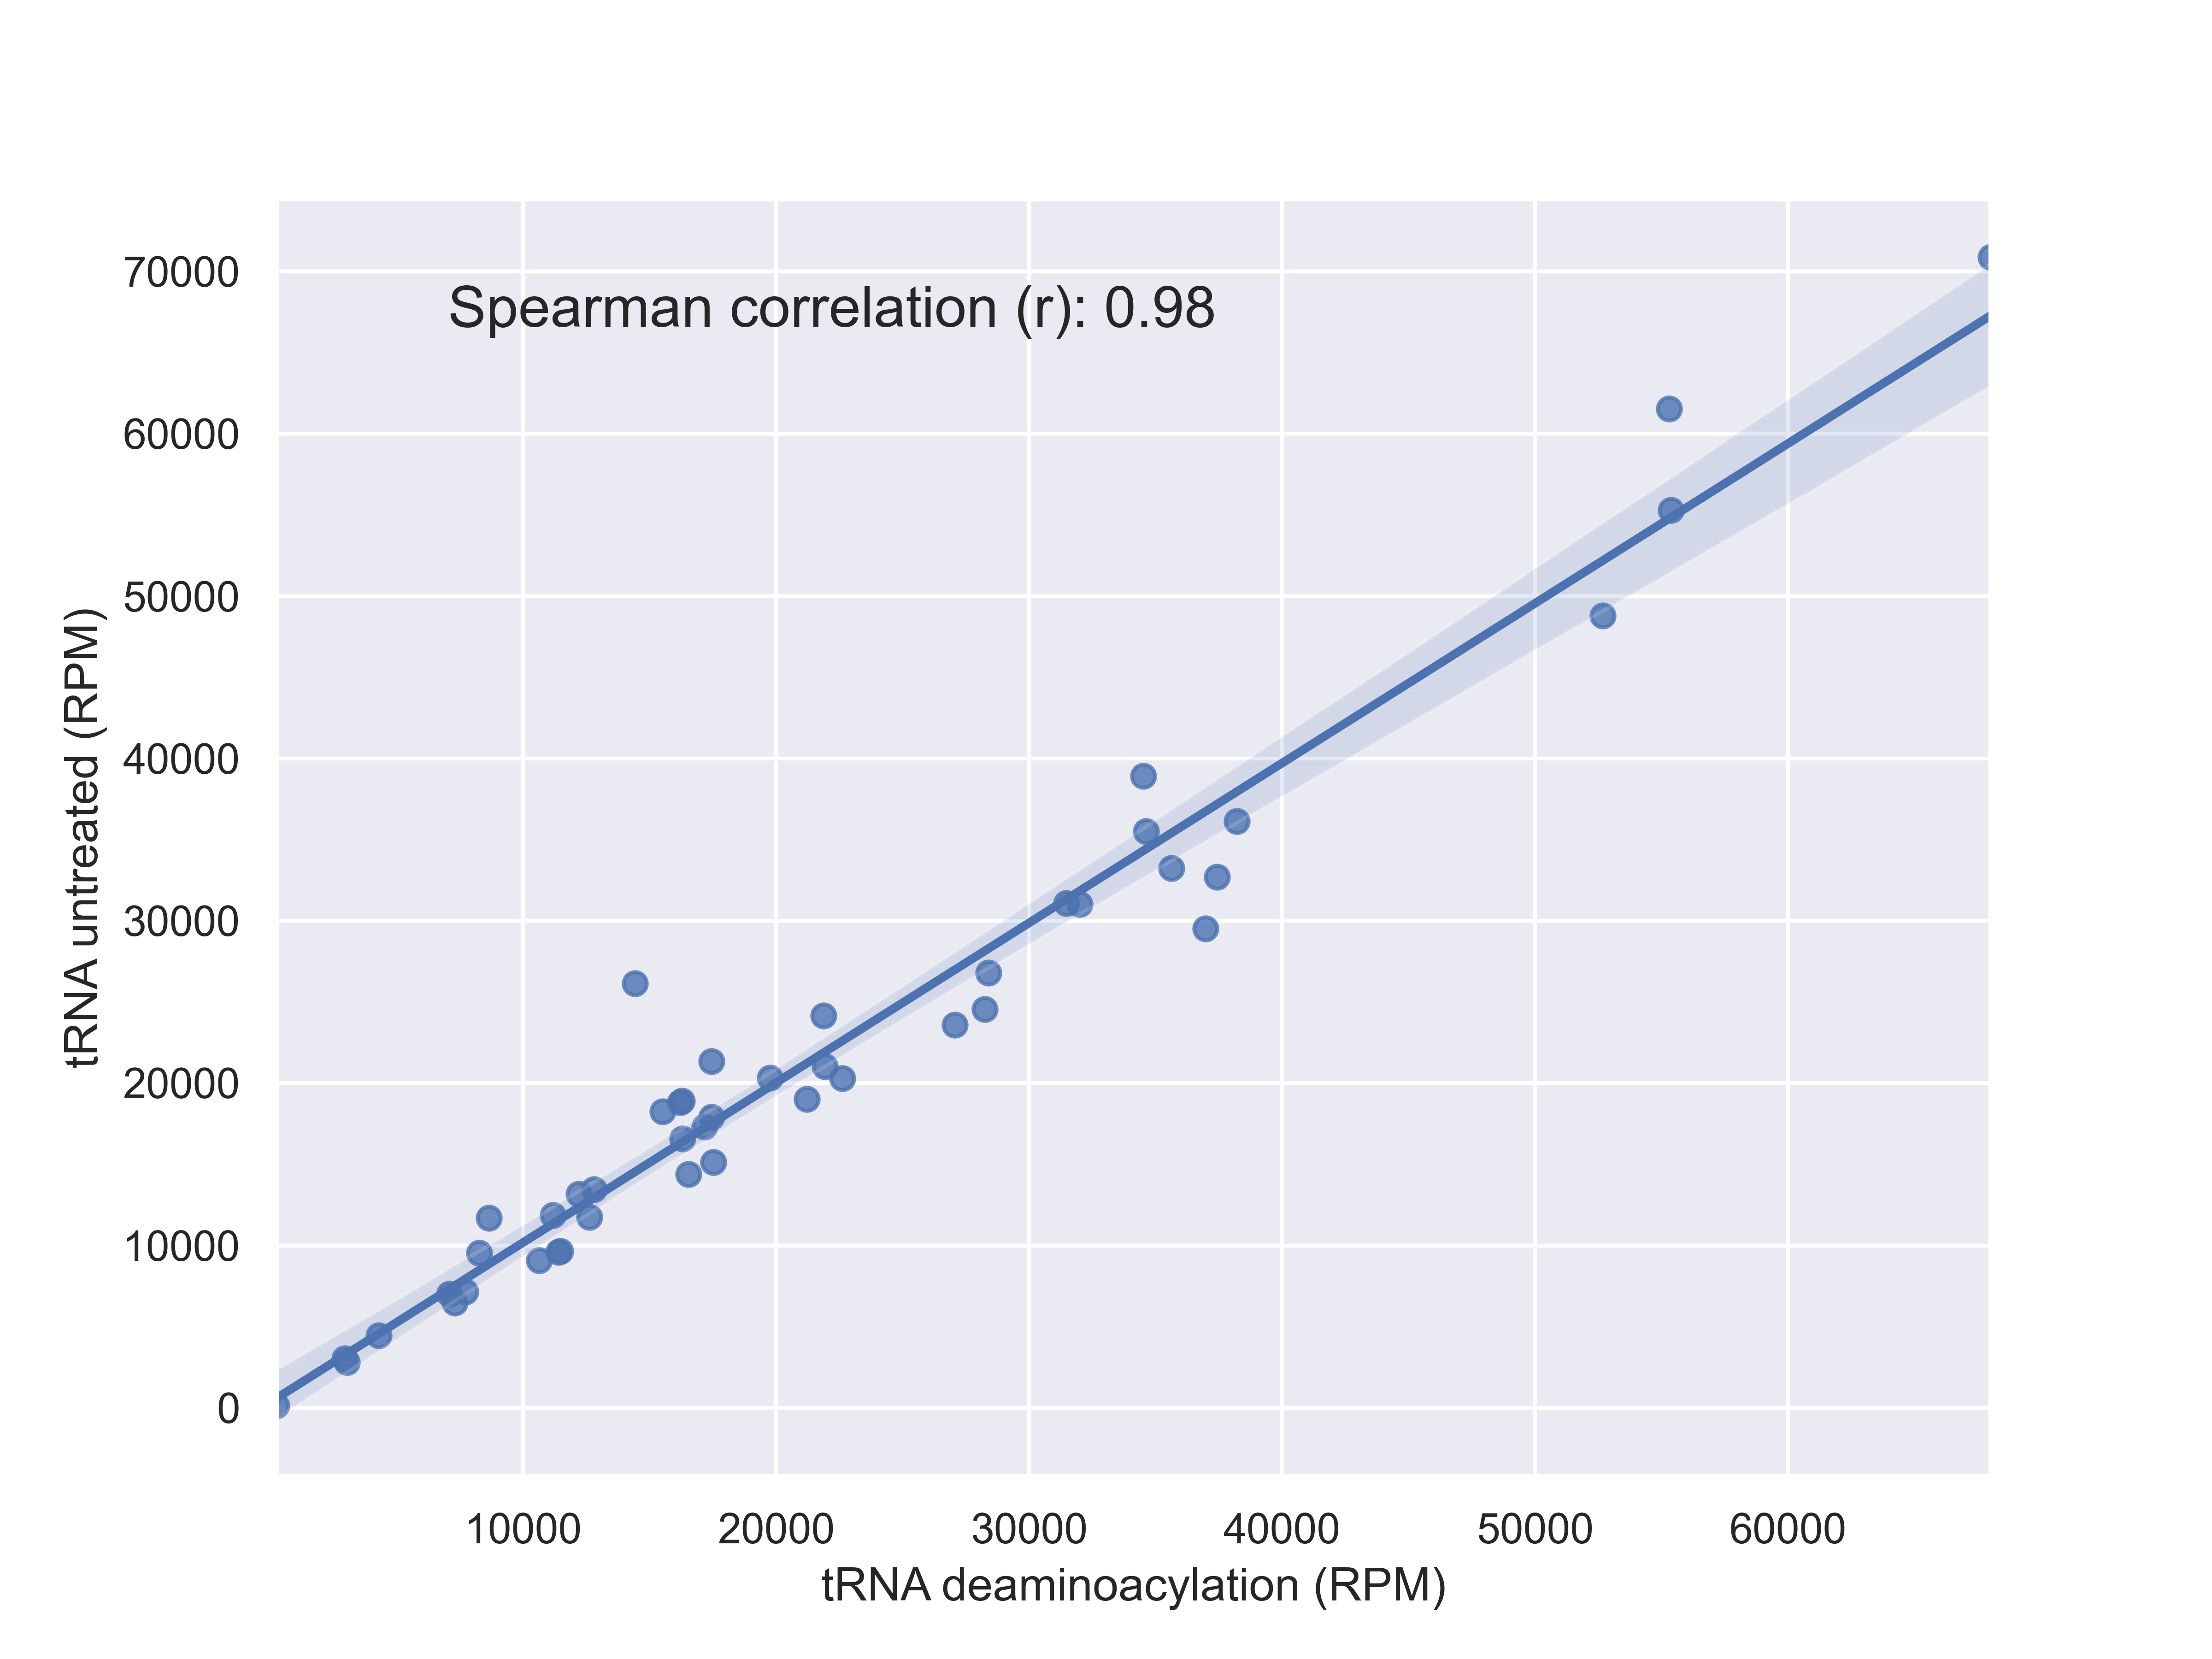 Spearman correlation (r): 0.98
70000
60000
50000
40000
30000
20000
10000
0
tRNA untreated (RPM)
10000 20000 30000 40000 50000 60000
tRNA deaminoacylation (RPM)